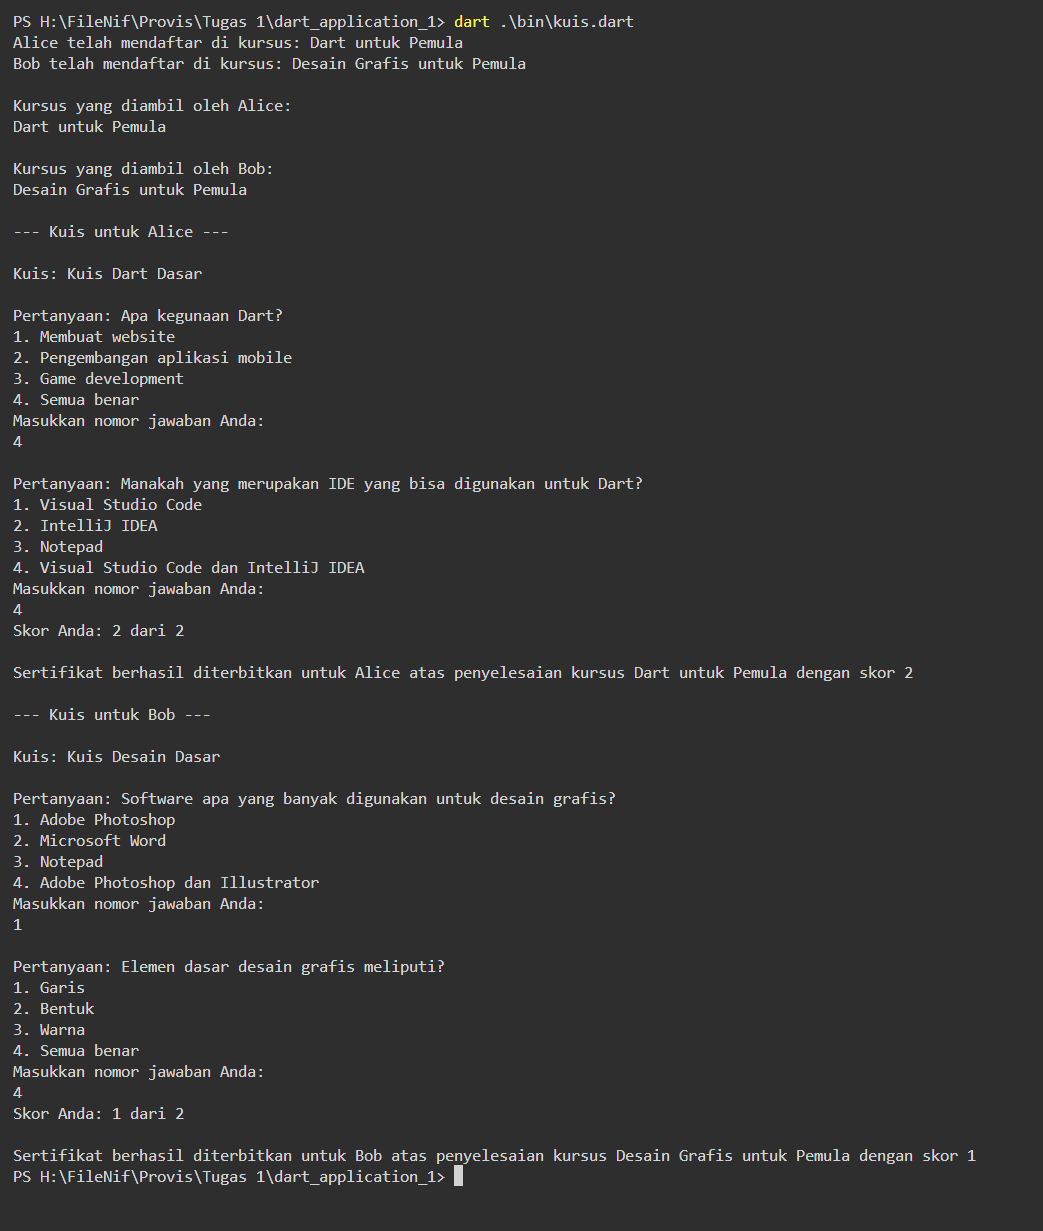 PS H:\FileNif\Provis\Tugas 1\dart_application_1> dart .\bin\kuis.dart
Alice telah mendaftar di kursus: Dart untuk Pemula
Bob telah mendaftar di kursus: Desain Grafis untuk Pemula
Kursus yang diambil oleh Alice:
Dart untuk Pemula
Kursus yang diambil oleh Bob:
Desain Grafis untuk Pemula
--- Kuis untuk Alice ---
Kuis: Kuis Dart Dasar
Pertanyaan: Apa kegunaan Dart?
1. Membuat website
2. Pengembangan aplikasi mobile
3. Game development
4. Semua benar
Masukkan nomor jawaban Anda:
4
Pertanyaan: Manakah yang merupakan IDE yang bisa digunakan untuk Dart?
1. Visual Studio Code
2. IntelliJ IDEA
3. Notepad
4. Visual Studio Code dan IntelliJ IDEA
Masukkan nomor jawaban Anda:
4
Skor Anda: 2 dari 2
Sertifikat berhasil diterbitkan untuk Alice atas penyelesaian kursus Dart untuk Pemula dengan skor 2
--- Kuis untuk Bob ---
Kuis: Kuis Desain Dasar
Pertanyaan: Software apa yang banyak digunakan untuk desain grafis?
1. Adobe Photoshop
2. Microsoft Word
3. Notepad
4. Adobe Photoshop dan Illustrator
Masukkan nomor jawaban Anda:
1
Pertanyaan: Elemen dasar desain grafis meliputi?
1. Garis
2. Bentuk
3. Warna
4. Semua benar
Masukkan nomor jawaban Anda:
4
Skor Anda: 1 dari 2
Sertifikat berhasil diterbitkan untuk Bob atas penyelesaian kursus Desain Grafis untuk Pemula dengan skor 1
PS H:\FileNif\Provis\Tugas 1\dart_application_1>